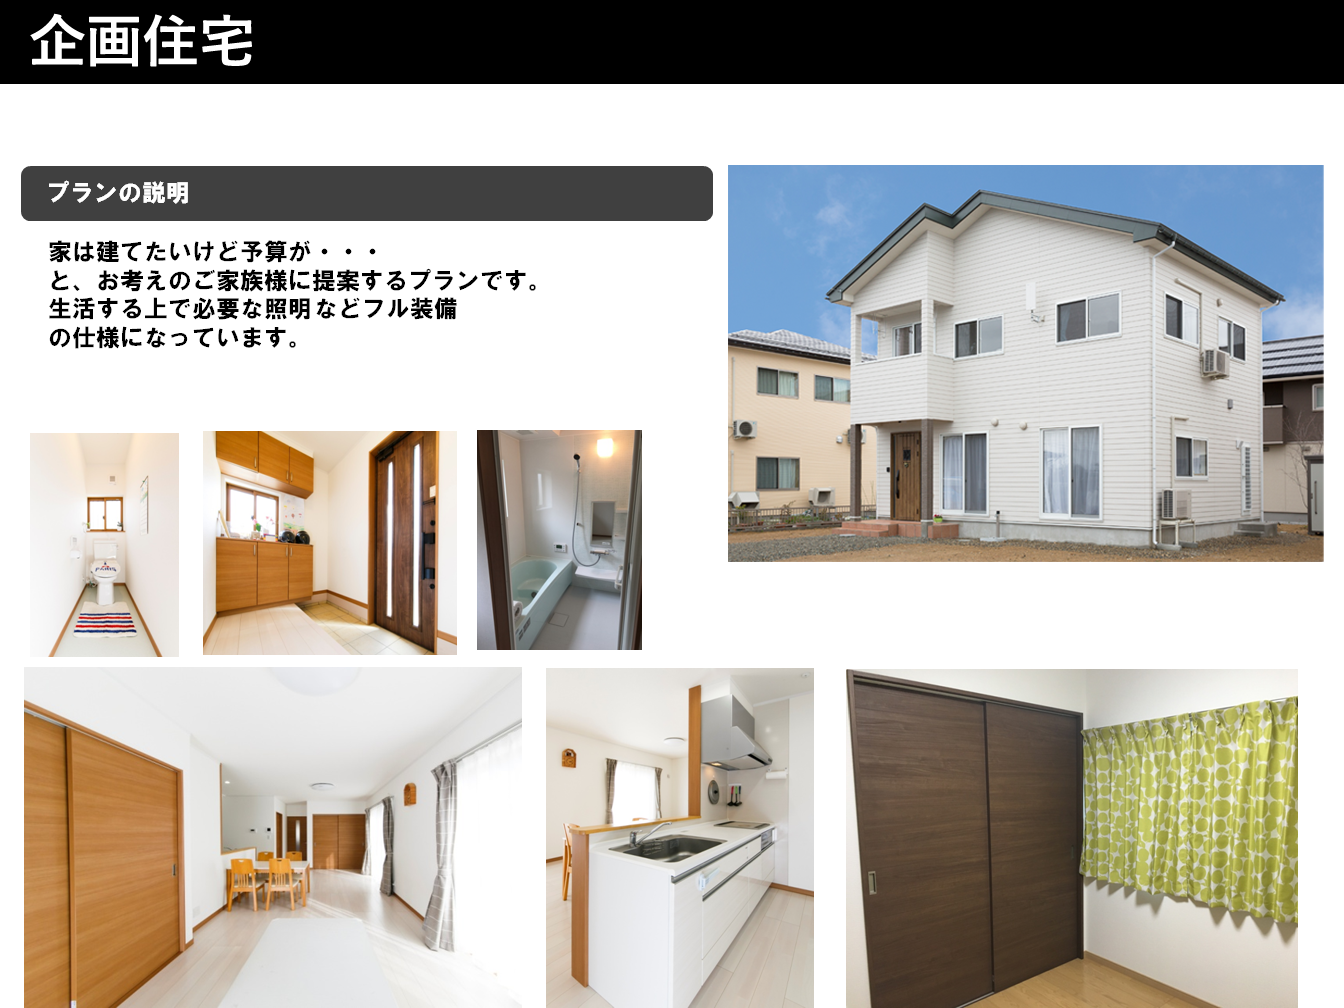 企画住宅
プランの説明
家は建てたいけど予算が・・・
と、お考えのご家族様に提案するプランです。
生活する上で必要な照明などフル装備
の仕様になっています。